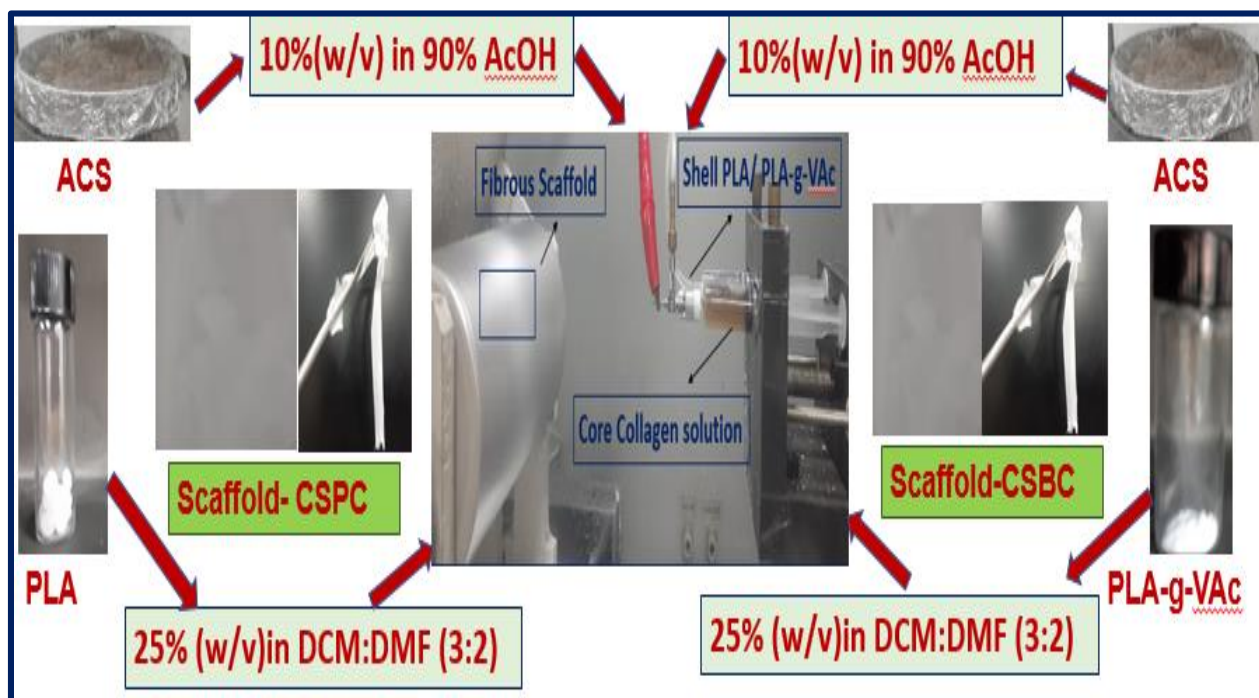 10%(w/v) in 90% AcOH
10%(w/v) in 90% AcOH
ACS
ACS
Fibrous Scaffold
Shell PLA/ PLA-g-VAc
Core Collagen solution
Scaffold- CSPC
Scaffold-CSBC
PLA
PLA-g-VAc
25% (w/v)in DCM:DMF (3:2)
25% (w/v)in DCM:DMF (3:2)